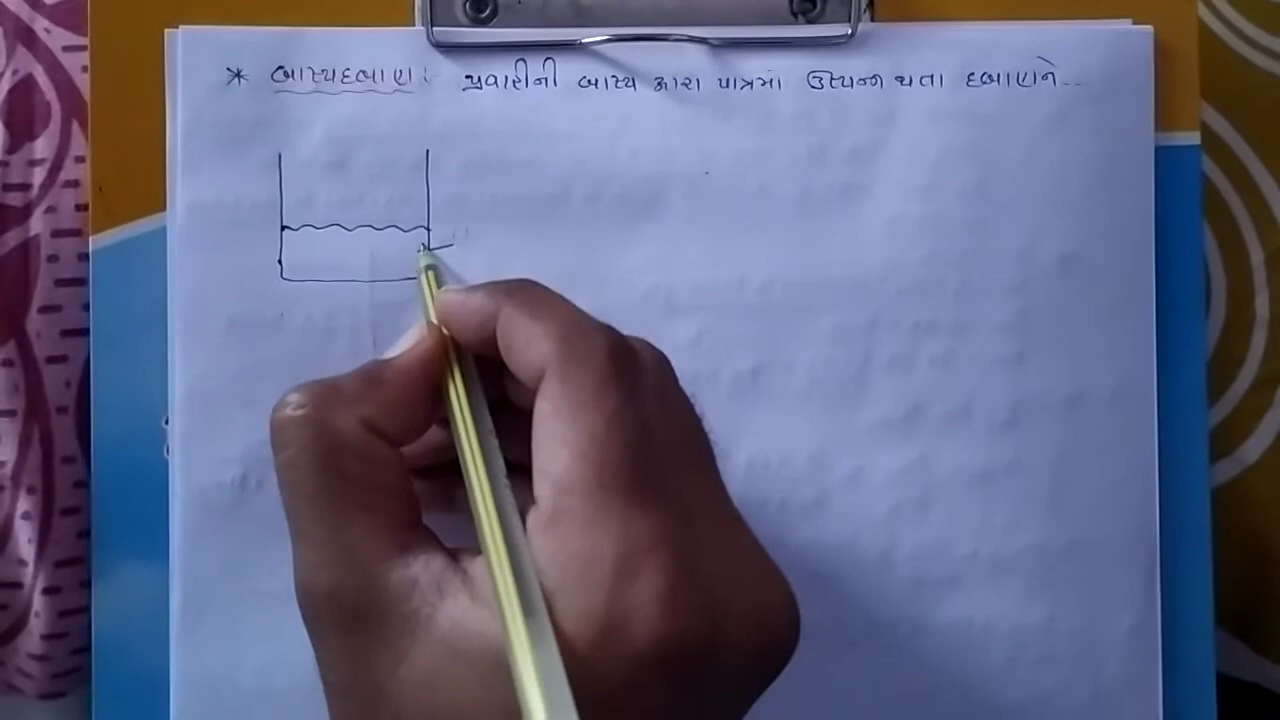 * બાષ્પદબાણ : પ્રવાહીની બાષ્પ દ્વારા પાત્રમાં ઉત્પન્ન થતા દબાણને...